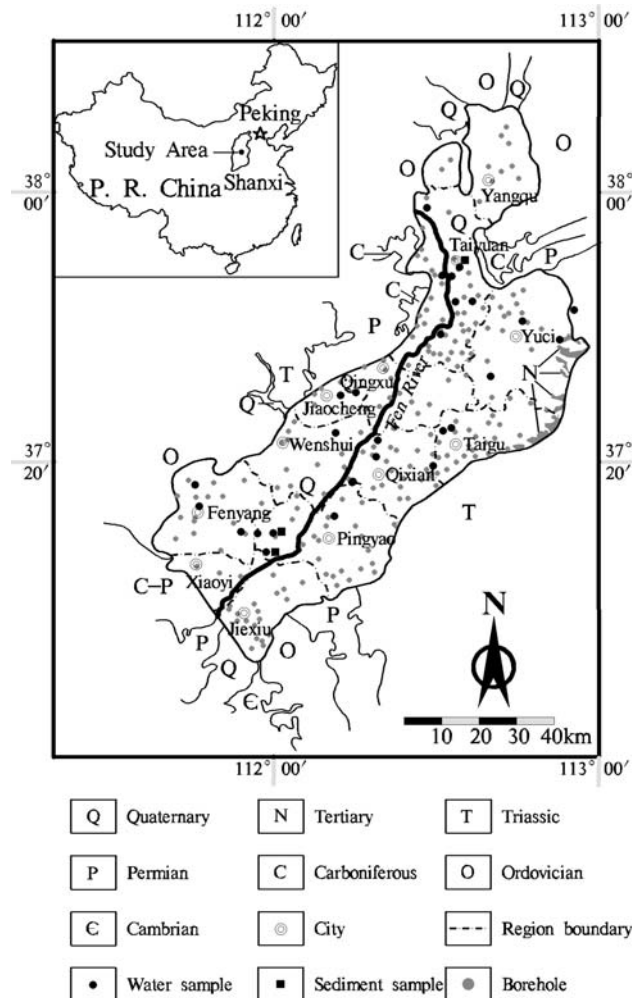 112° 00′ 113° 00′
Peking
Study Area
P. R. China
Shanxi
38°
00′
38°
00′
O Q
Q
O
O
Yangqu
Q
Taiyuan
C
C P
C
P
Yuci
T
Qingxu
N
Jiaocheng
Fen River
Q
Wenshui
Taigu
37°
20′
37°
20′
O
Qixian
Q
T
Fenyang
Pingyao
C-P
Xiaoyi
P
Jiexiu
P
Q
O
Є
N
10 20 30 40km
112° 00′ 113° 00′
Q Quaternary N Tertiary T Triassic
P Permian C Carboniferous O Ordovician
Є Cambrian City Region boundary
Water sample Sediment sample Borehole